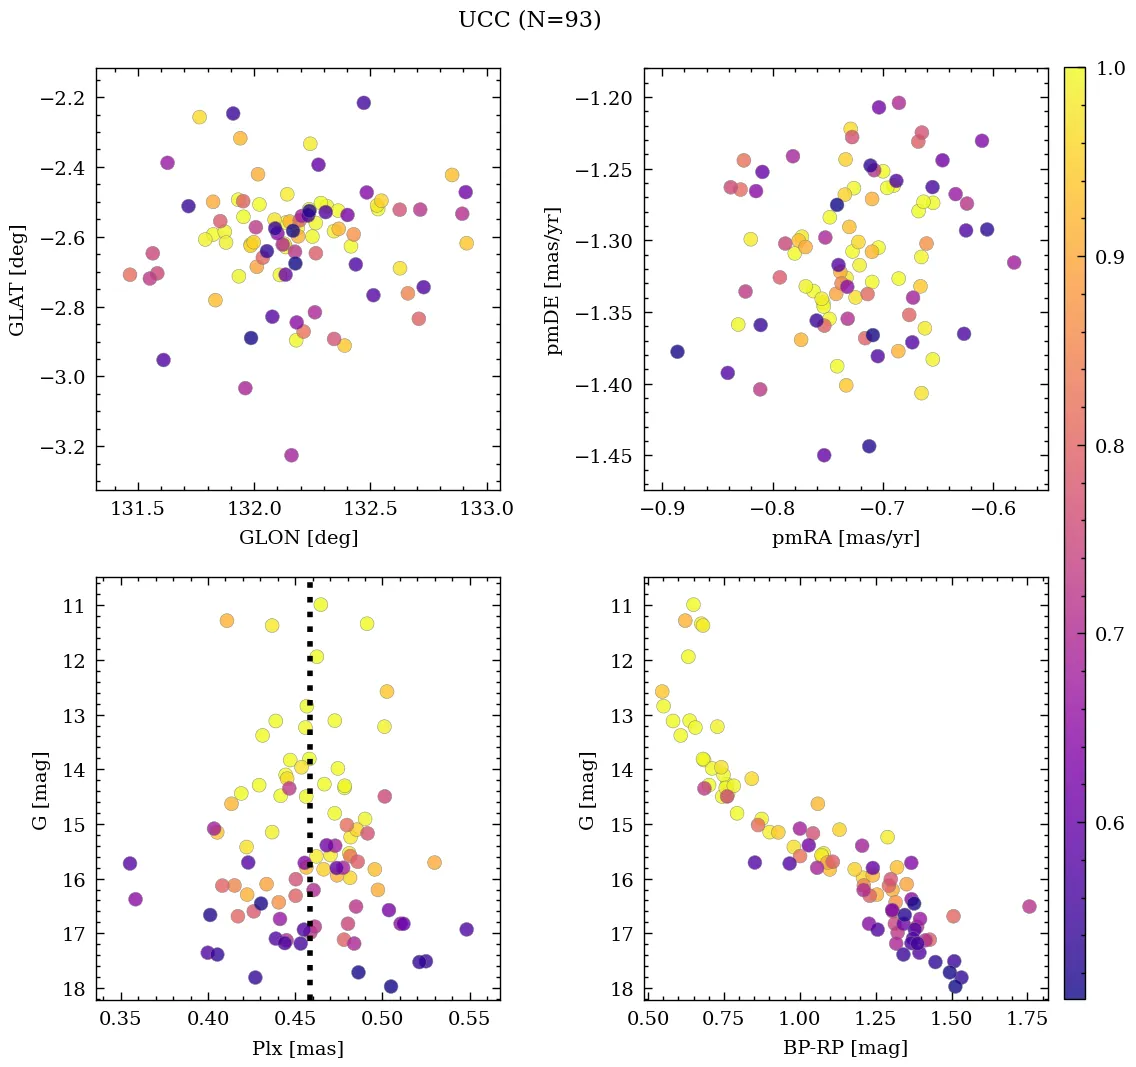 UCC (N=93)
−2.2
−2.4
−2.6
−2.8
−3.0
−3.2
GLAT [deg]
131.5 132.0 132.5 133.0
GLON [deg]
−1.20
−1.25
−1.30
−1.35
−1.40
−1.45
pmDE [mas/yr]
−0.9 −0.8 −0.7 −0.6
pmRA [mas/yr]
1.0
0.9
0.8
0.7
0.6
11
12
13
14
15
16
17
18
G [mag]
0.35 0.40 0.45 0.50 0.55
Plx [mas]
11
12
13
14
15
16
17
18
G [mag]
0.50 0.75 1.00 1.25 1.50 1.75
BP-RP [mag]